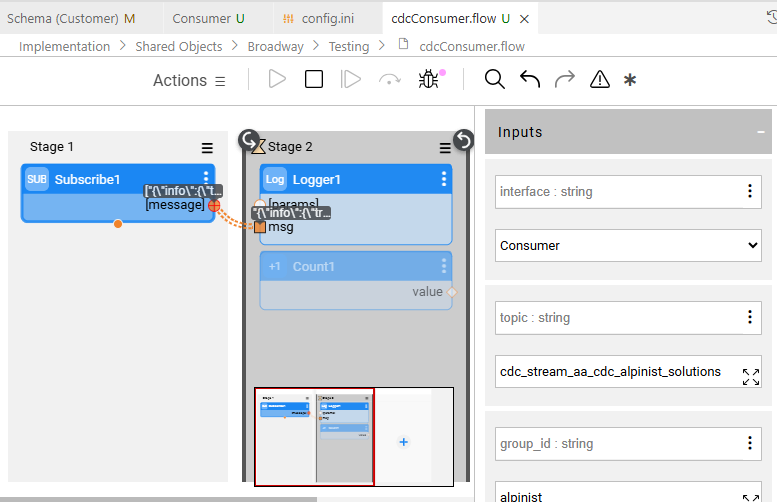 Schema (Customer) M
Consumer U
config.ini
cdcConsumer.flow U
Implementation > Shared Objects > Broadway > Testing > cdcConsumer.flow
Actions
Stage 1
SUB Subscribe1
["{\"info\":{\"t...
[message]
Stage 2
Log Logger1
[params]
"{\"info\":{\"tr...
msg
+1 Count1
value
Inputs
interface : string
Consumer
topic : string
cdc_stream_aa_cdc_alpinist_solutions
group_id : string
alpinist